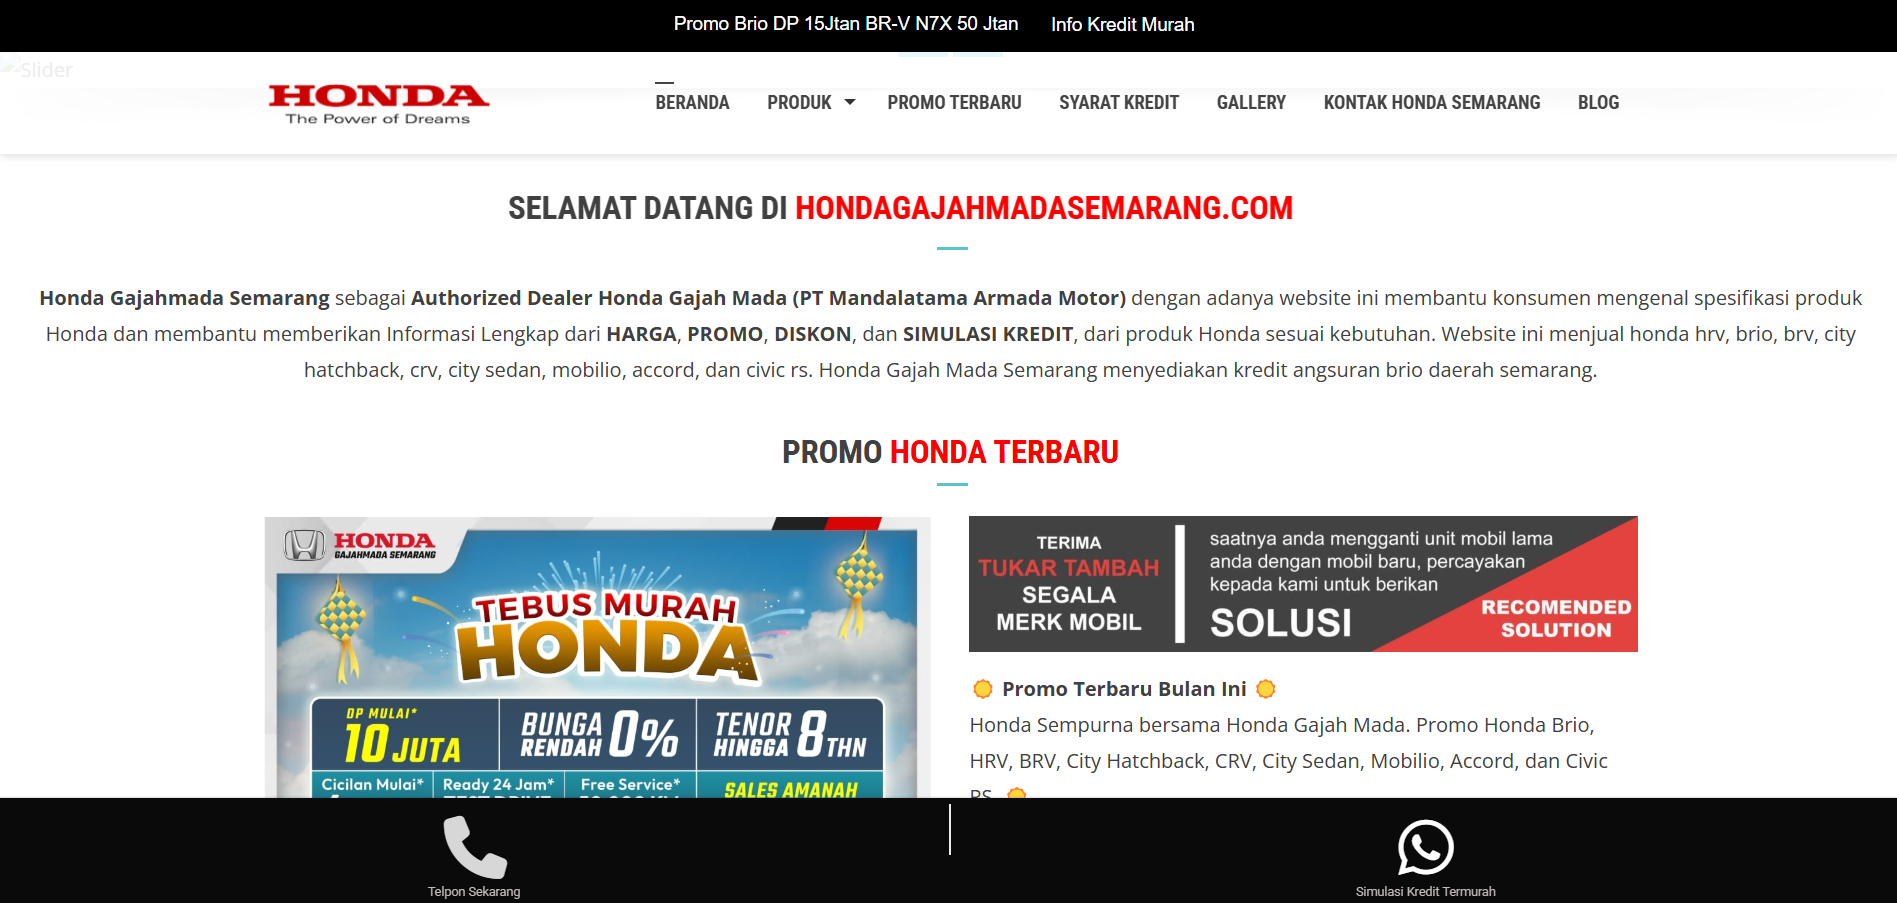 Promo Brio DP 15Jtan BR-V N7X 50 Jtan Info Kredit Murah
Slider
HONDA
The Power of Dreams
BERANDA PRODUK PROMO TERBARU SYARAT KREDIT GALLERY KONTAK HONDA SEMARANG BLOG
SELAMAT DATANG DI HONDAGAJAHMADASEMARANG.COM
Honda Gajahmada Semarang sebagai Authorized Dealer Honda Gajah Mada (PT Mandalatama Armada Motor) dengan adanya website ini membantu konsumen mengenal spesifikasi produk
Honda dan membantu memberikan Informasi Lengkap dari HARGA, PROMO, DISKON, dan SIMULASI KREDIT, dari produk Honda sesuai kebutuhan. Website ini menjual honda hrv, brio, brv, city
hatchback, crv, city sedan, mobilio, accord, dan civic rs. Honda Gajah Mada Semarang menyediakan kredit angsuran brio daerah semarang.
PROMO HONDA TERBARU
HONDA
GAJAHMADA SEMARANG
TEBUS MURAH
HONDA
DP MULAI*
10 JUTA
BUNGA
RENDAH 0%
TENOR
HINGGA 8 THN
Cicilan Mulai* Ready 24 Jam* Free Service*
SALES AMANAH
TERIMA
TUKAR TAMBAH
SEGALA
MERK MOBIL
saatnya anda mengganti unit mobil lama
anda dengan mobil baru, percayakan
kepada kami untuk berikan
SOLUSI
RECOMENDED
SOLUTION
Promo Terbaru Bulan Ini
Honda Sempurna bersama Honda Gajah Mada. Promo Honda Brio,
HRV, BRV, City Hatchback, CRV, City Sedan, Mobilio, Accord, dan Civic
RS.
Telpon Sekarang
Simulasi Kredit Termurah